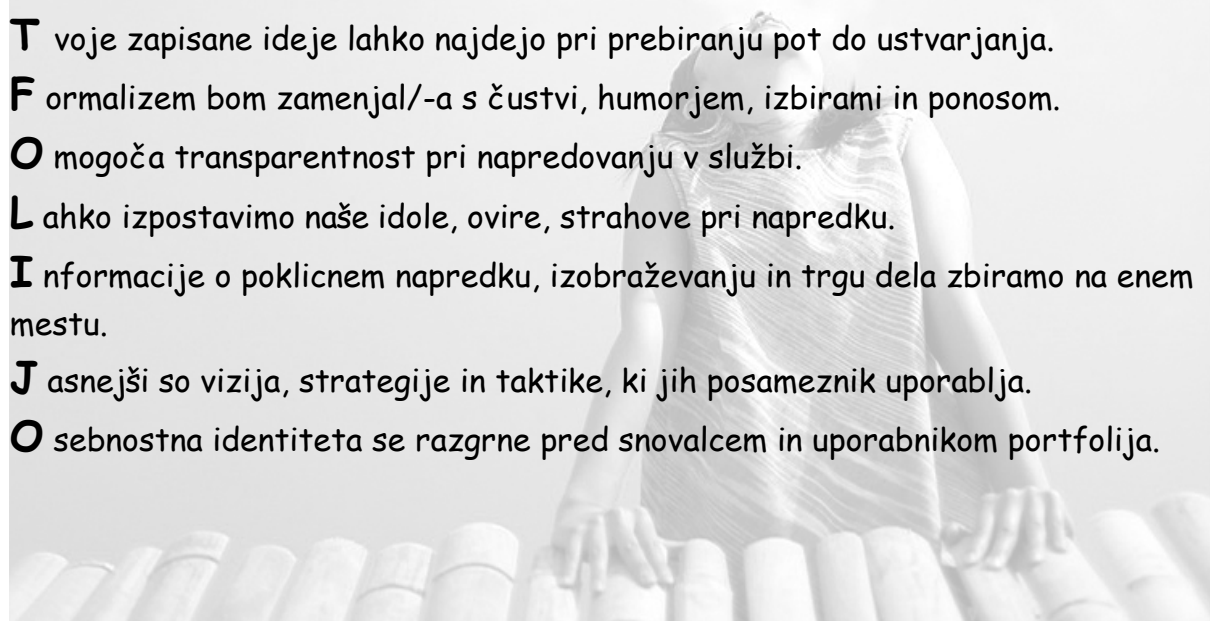 T voje zapisane ideje lahko najdejo pri prebiranju pot do ustvarjanja.
F ormalizem bom zamenjal/-a s čustvi, humorjem, izbirami in ponosom.
O mogoča transparentnost pri napredovanju v službi.
L ahko izpostavimo naše idole, ovire, strahove pri napredku.
I nformacije o poklicnem napredku, izobraževanju in trgu dela zbiramo na enem
mestu.
J asnejši so vizija, strategije in taktike, ki jih posameznik uporablja.
O sebnostna identiteta se razgrne pred snovalcem in uporabnikom portfolija.